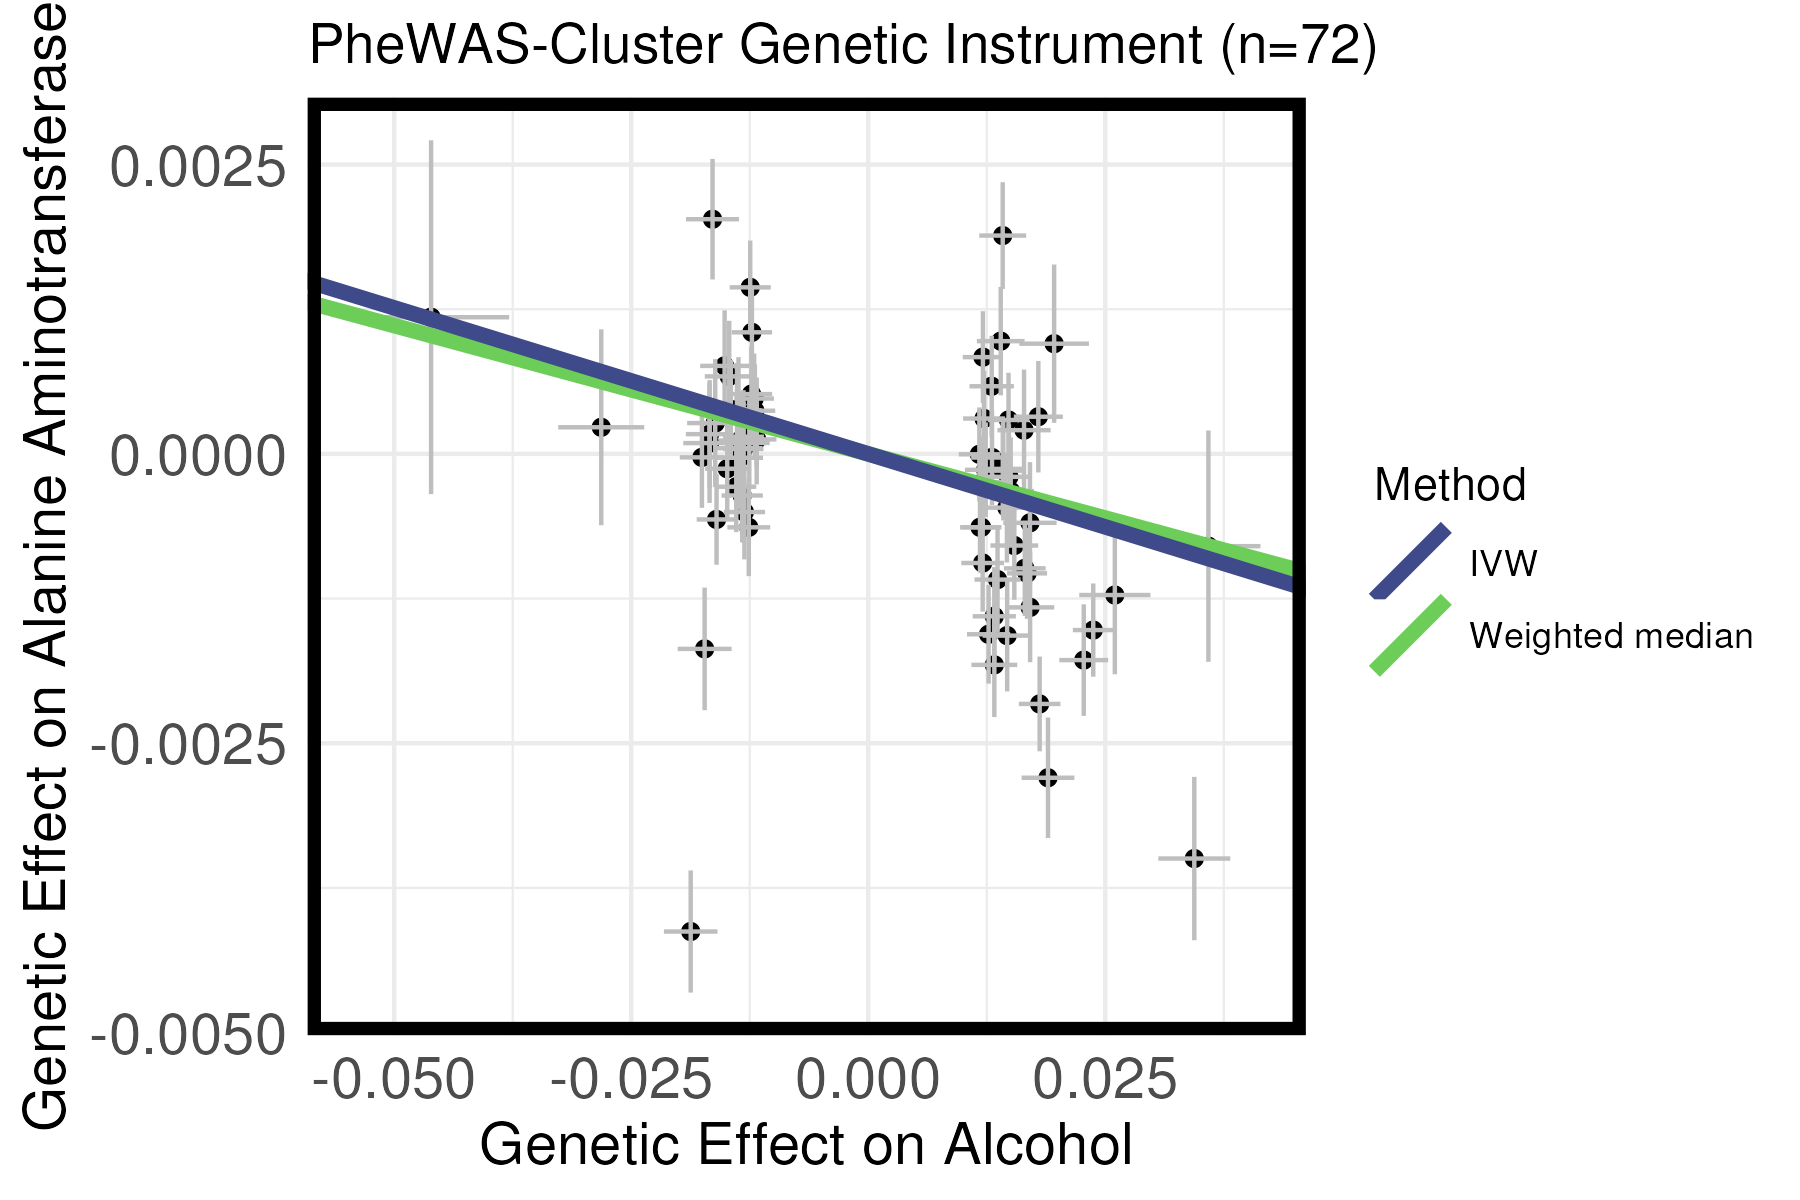 PheWAS-Cluster Genetic Instrument (n=72)
Genetic Effect on Alanine Aminotransferase
0.0025
0.0000
-0.0025
-0.0050
-0.050
-0.025
0.000
0.025
Genetic Effect on Alcohol
Method
IVW
Weighted median